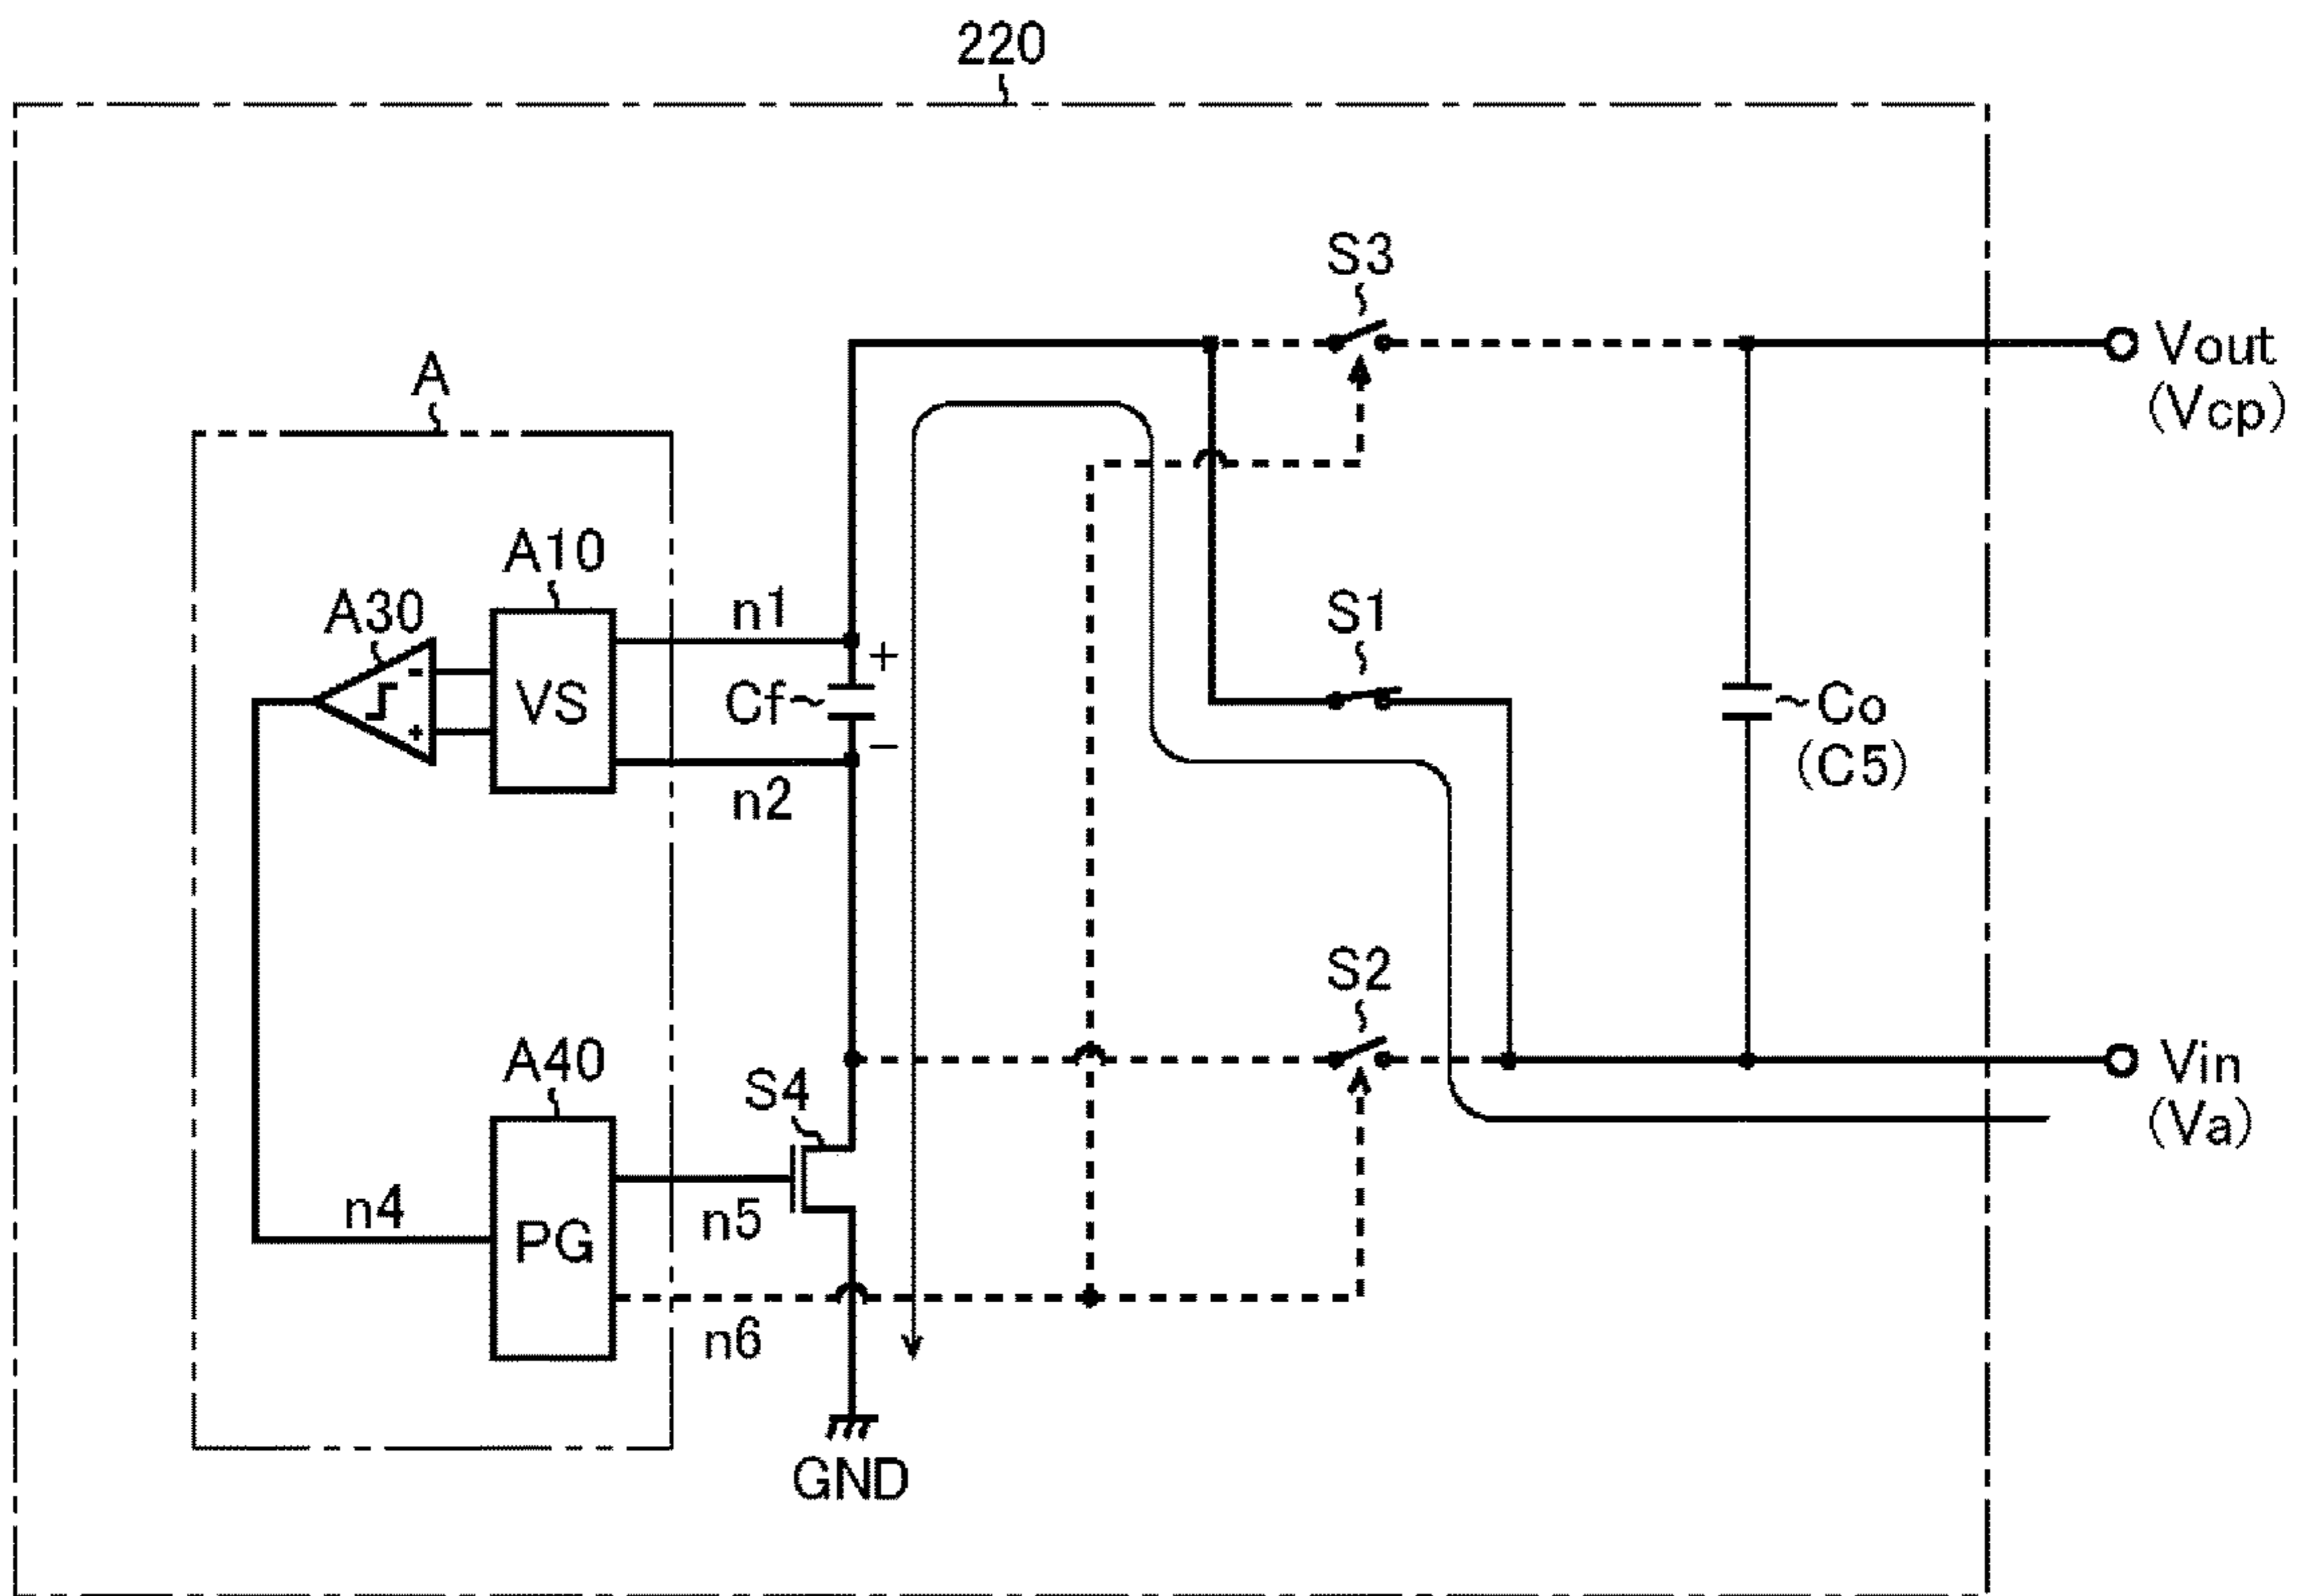 220
S3
Vout
(Vcp)
A
A10
A30
n1
S1
-
+
VS
+
Cf~
-
~Co
(C5)
n2
S2
A40
S4
Vin
(Va)
n4
PG
n5
n6
GND